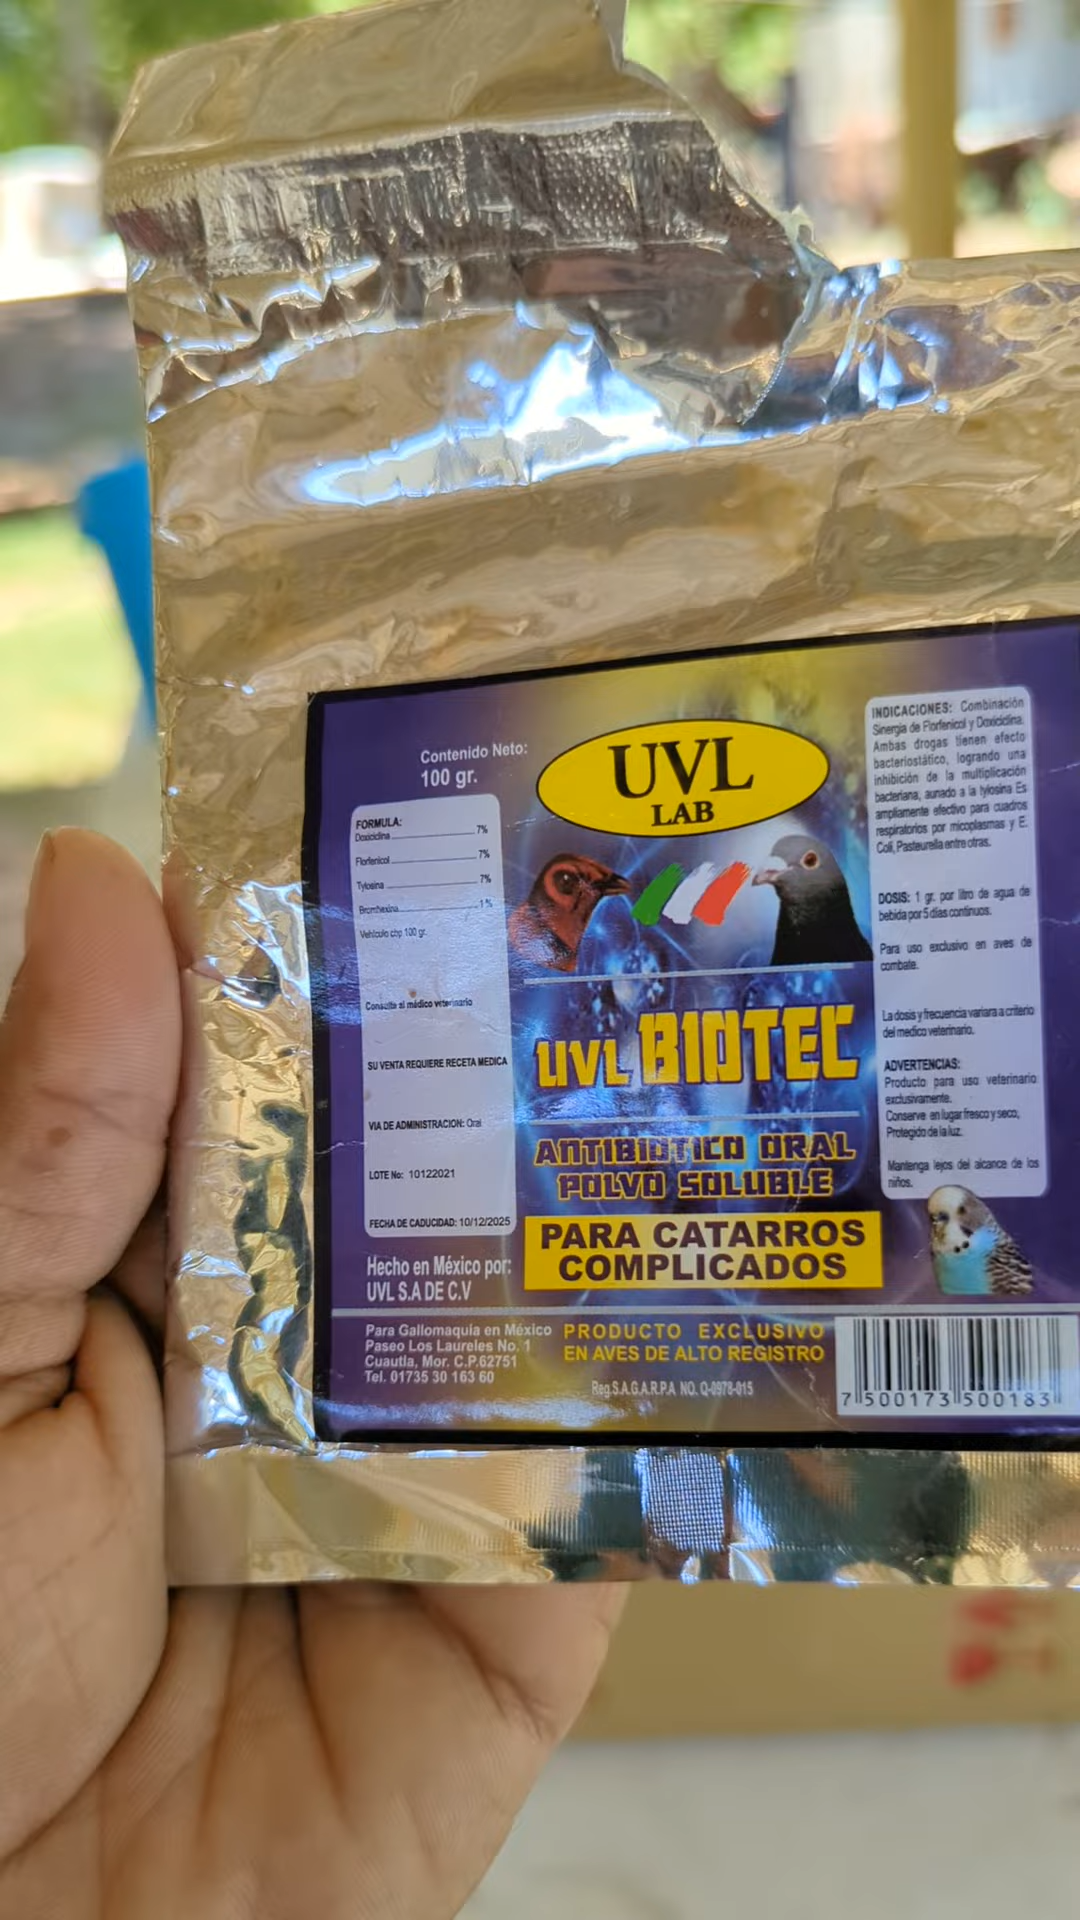 Contenido Neto:
100 gr.
FORMULA:
Doxiciclina 7%
Florfenicol 7%
Tylosina 7%
Bromhexina 1 %
Vehículo cbp 100 gr.
Consulte al médico veterinario
SU VENTA REQUIERE RECETA MEDICA
VIA DE ADMINISTRACION: Oral
LOTE No: 10122021
FECHA DE CADUCIDAD: 10/12/2025
Hecho en México por:
UVL S.A DE C.V
UVL
LAB
UVL BIOTEC
ANTIBIOTICO ORAL
POLVO SOLUBLE
PARA CATARROS
COMPLICADOS
INDICACIONES: Combinación
Sinergia de Florfenicol y Doxiciclina.
Ambas drogas tienen efecto
bacteriostático, logrando una
inhibición de la multiplicación
bacteriana, aunado a la tylosina Es
ampliamente efectivo para cuadros
respiratorios por micoplasmas y E.
Coli, Pasteurella entre otras.
DOSIS: 1 gr. por litro de agua de
bebida por 5 días continuos.
Para uso exclusivo en aves de
combate.
La dosis y frecuencia variara a criterio
del medico veterinario.
ADVERTENCIAS:
Producto para uso veterinario
exclusivamente.
Conserve en lugar fresco y seco,
Protegido de la luz.
Mantenga lejos del alcance de los
niños.
Para Gallomaquia en México
Paseo Los Laureles No. 1
Cuautla, Mor. C.P.62751
Tel. 01735 30 163 60
PRODUCTO EXCLUSIVO
EN AVES DE ALTO REGISTRO
Reg.S.A.G.A.R.P.A NO. Q-0978-015
7 500173 500183